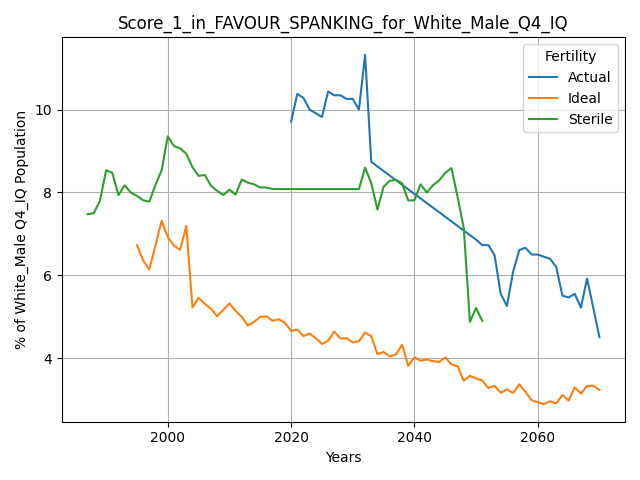 Score_1_in_FAVOUR_SPANKING_for_White_Male_Q4_IQ
Fertility
Actual
Ideal
Sterile
% of White_Male Q4_IQ Population
10
8
6
4
2000
2020
2040
2060
Years